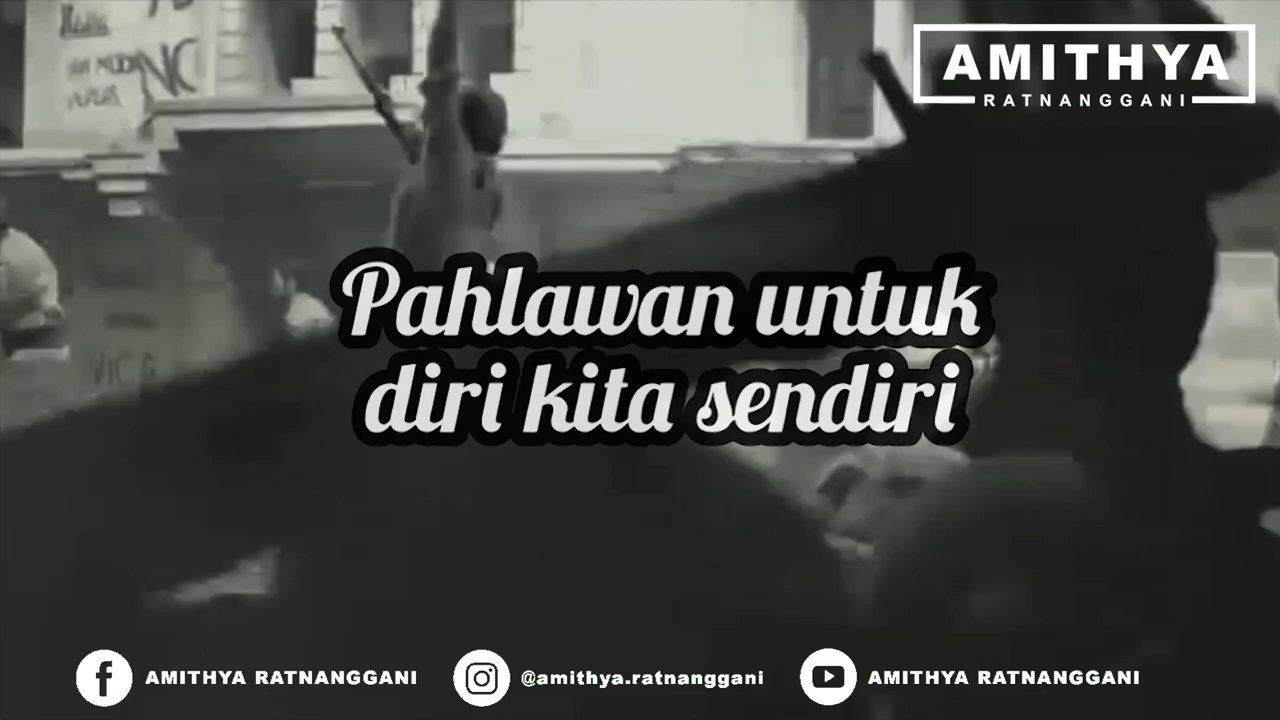 AMITHYA
RATNANGGANI
Pahlawan untuk
diri kita sendiri
AMITHYA RATNANGGANI
@amithya.ratnanggani
AMITHYA RATNANGGANI